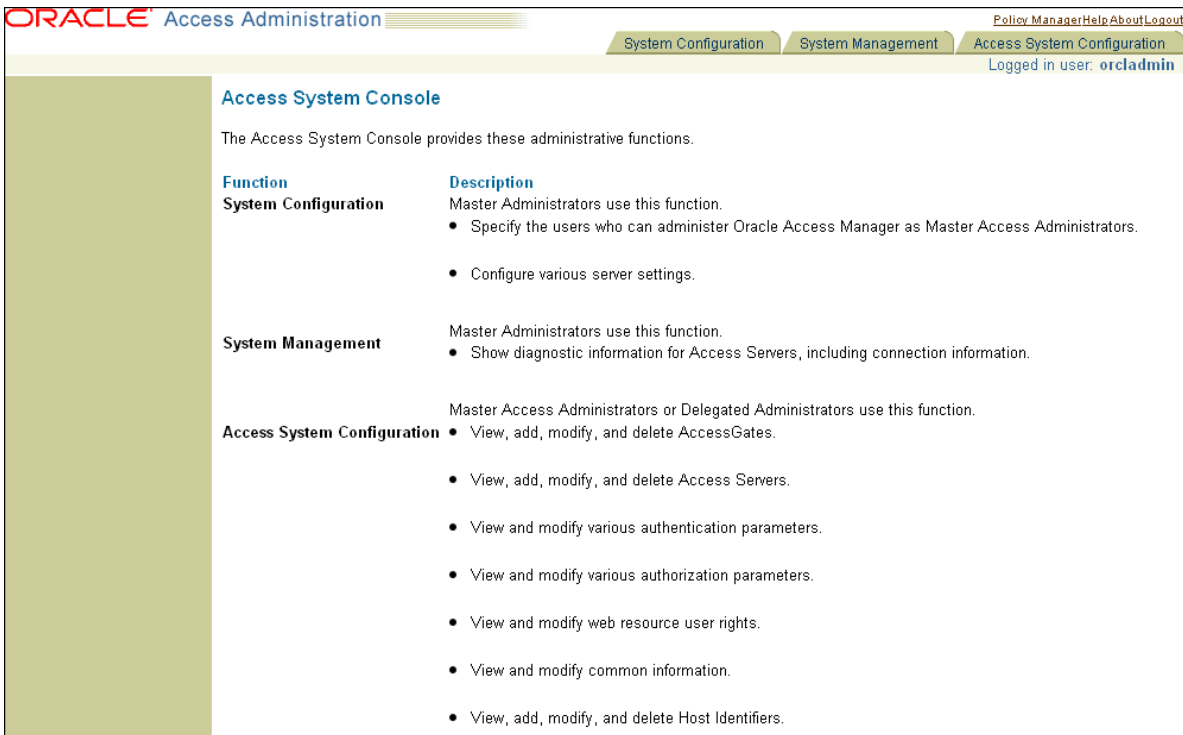 ORACLE Access Administration
Policy Manager Help About Logout
System Configuration System Management Access System Configuration
Logged in user: orcladmin
Access System Console
The Access System Console provides these administrative functions.
Function Description
System Configuration Master Administrators use this function.
• Specify the users who can administer Oracle Access Manager as Master Access Administrators.
• Configure various server settings.
System Management Master Administrators use this function.
• Show diagnostic information for Access Servers, including connection information.
Master Access Administrators or Delegated Administrators use this function.
Access System Configuration • View, add, modify, and delete AccessGates.
• View, add, modify, and delete Access Servers.
• View and modify various authentication parameters.
• View and modify various authorization parameters.
• View and modify web resource user rights.
• View and modify common information.
• View, add, modify, and delete Host Identifiers.